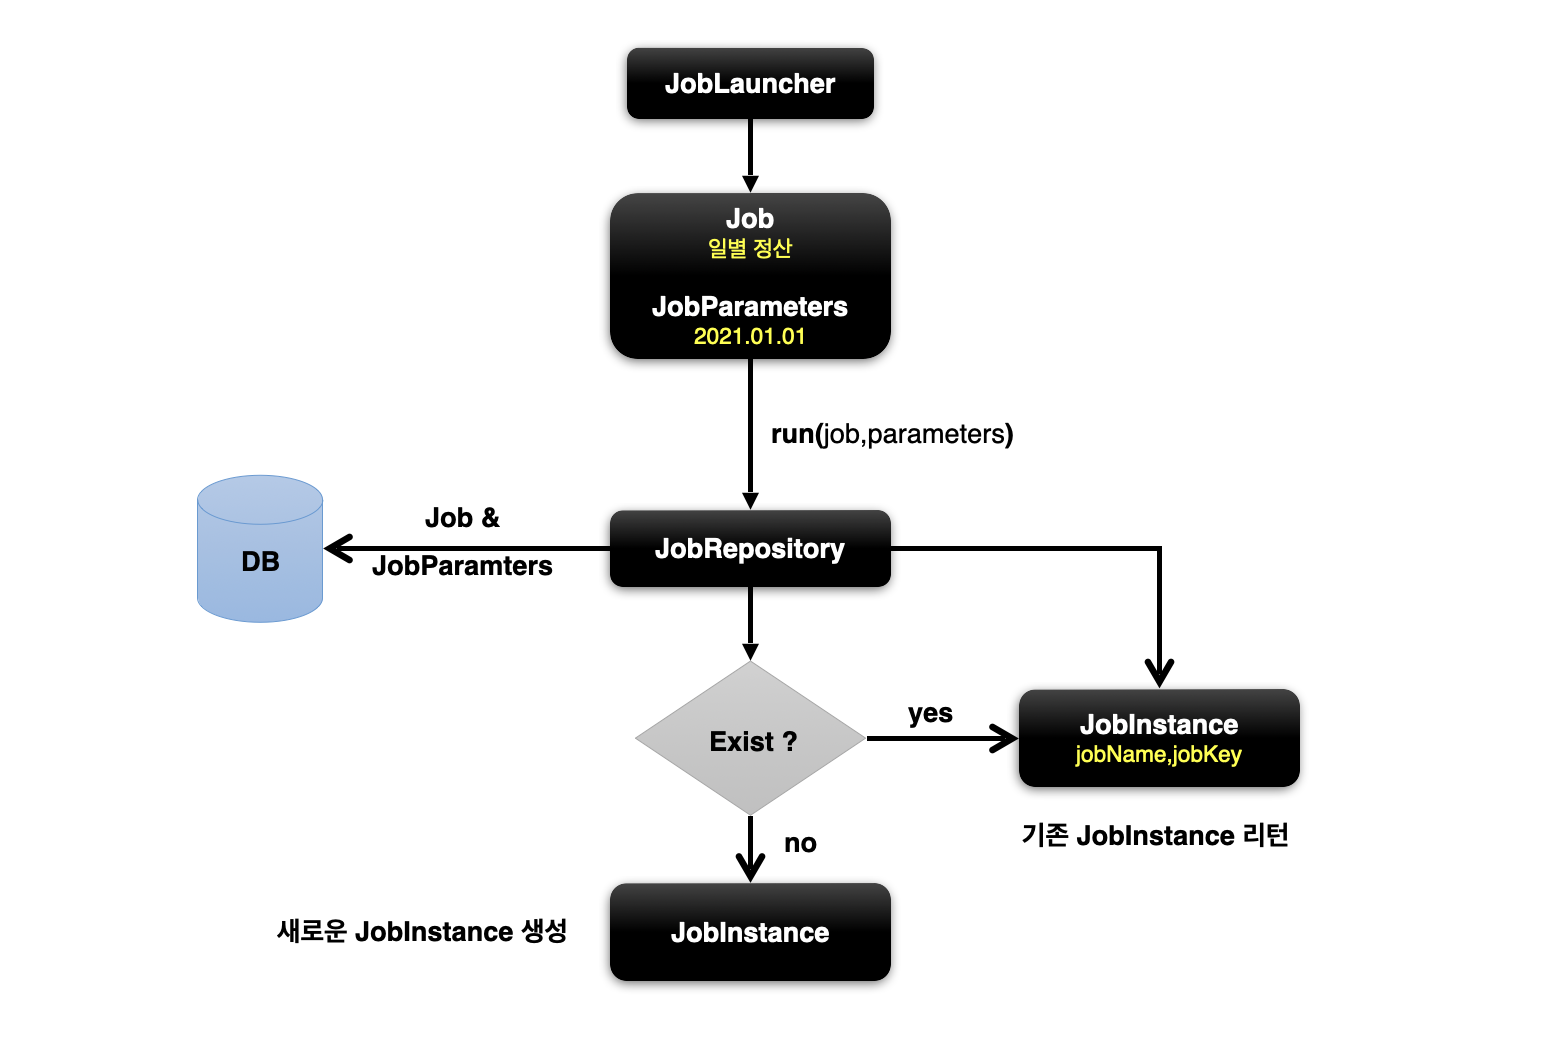 JobLauncher
Job
일별 정산
JobParameters
2021.01.01
run(job,parameters)
Job &
JobParamters
DB
JobRepository
Exist ?
yes
JobInstance
jobName,jobKey
기존 JobInstance 리턴
no
새로운 JobInstance 생성
JobInstance